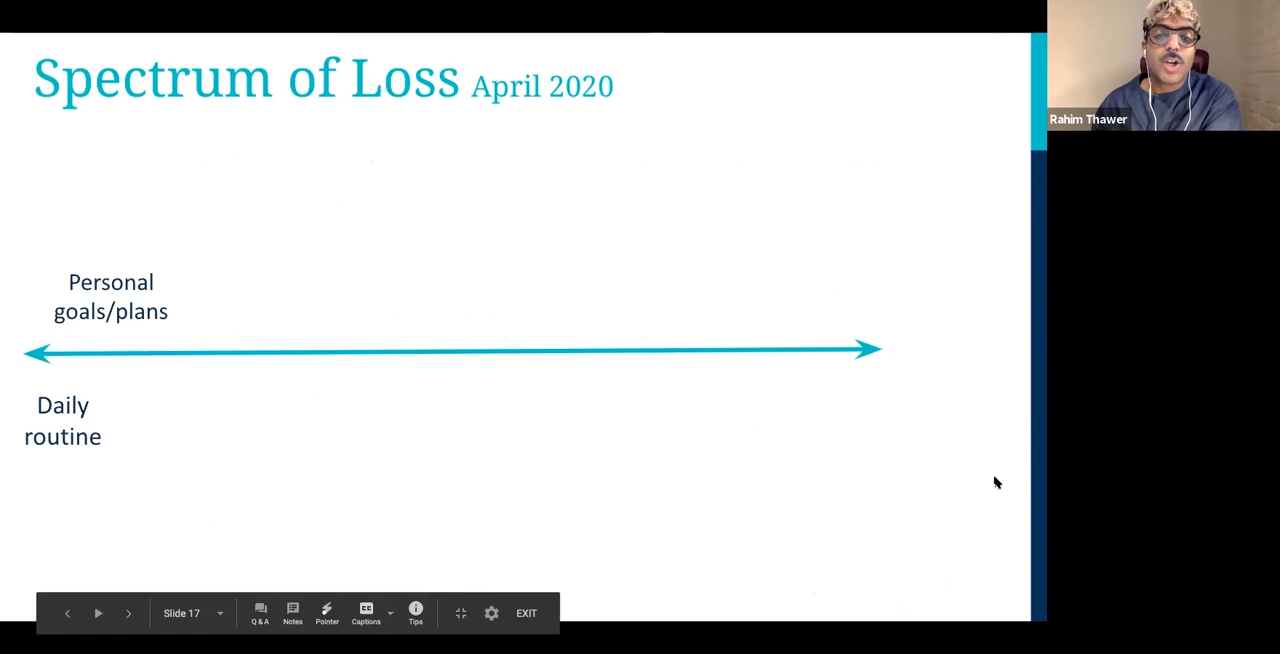 Spectrum of Loss April 2020
Rahim Thawer
Personal
goals/plans
Daily
routine
Slide 17
Q & A
Notes
Pointer
CC
Captions
Tips
EXIT